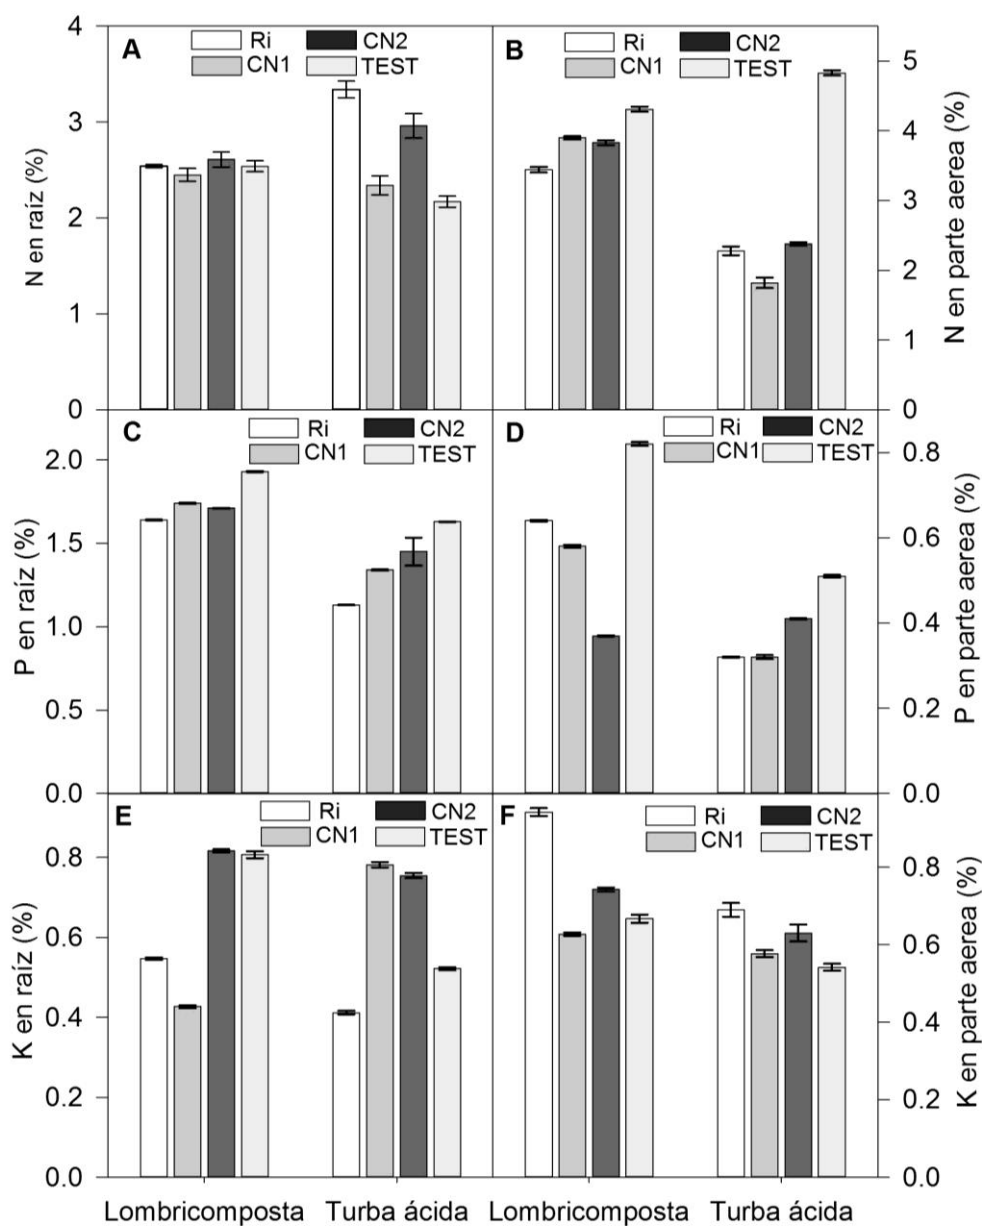 A
Ri
CN2
CN1
TEST
B
Ri
CN2
CN1
TEST
4
3
2
1
0
N en raíz (%)
5
4
3
2
1
0
N en parte aerea (%)
C
Ri
CN2
CN1
TEST
D
Ri
CN2
CN1
TEST
2.0
1.5
1.0
0.5
0.0
P en raíz (%)
0.8
0.6
0.4
0.2
0.0
P en parte aerea (%)
E
Ri
CN2
CN1
TEST
F
Ri
CN2
CN1
TEST
0.8
0.6
0.4
0.2
0.0
K en raíz (%)
0.8
0.6
0.4
0.2
0.0
K en parte aerea (%)
Lombricomposta Turba ácida Lombricomposta Turba ácida